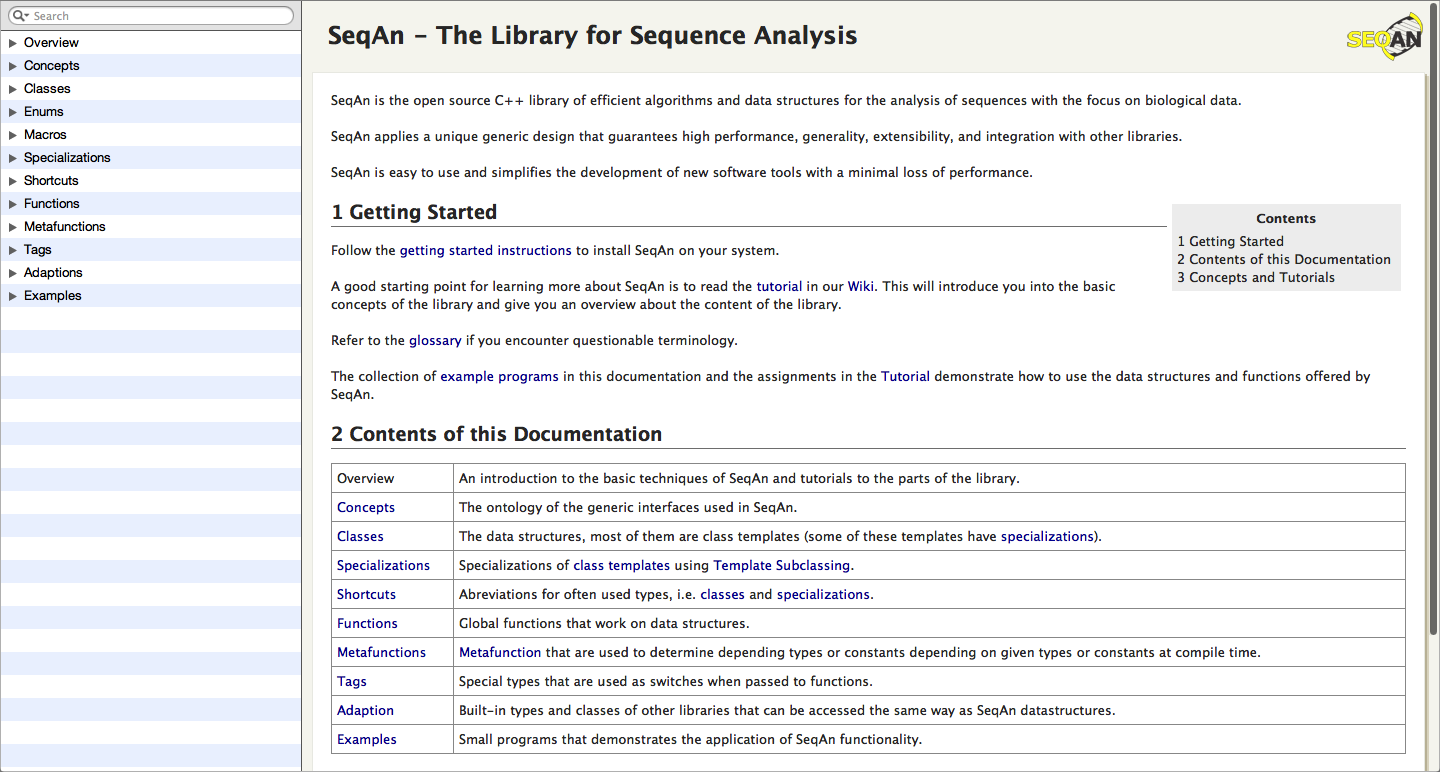 Search
Overview
Concepts
Classes
Enums
Macros
Specializations
Shortcuts
Functions
Metafunctions
Tags
Adaptions
Examples
SeqAn - The Library for Sequence Analysis
SEQAN
SeqAn is the open source C++ library of efficient algorithms and data structures for the analysis of sequences with the focus on biological data.
SeqAn applies a unique generic design that guarantees high performance, generality, extensibility, and integration with other libraries.
SeqAn is easy to use and simplifies the development of new software tools with a minimal loss of performance.
1 Getting Started
Contents
1 Getting Started
2 Contents of this Documentation
3 Concepts and Tutorials
Follow the getting started instructions to install SeqAn on your system.
A good starting point for learning more about SeqAn is to read the tutorial in our Wiki. This will introduce you into the basic
concepts of the library and give you an overview about the content of the library.
Refer to the glossary if you encounter questionable terminology.
The collection of example programs in this documentation and the assignments in the Tutorial demonstrate how to use the data structures and functions offered by
SeqAn.
2 Contents of this Documentation
Overview An introduction to the basic techniques of SeqAn and tutorials to the parts of the library.
Concepts The ontology of the generic interfaces used in SeqAn.
Classes The data structures, most of them are class templates (some of these templates have specializations).
Specializations Specializations of class templates using Template Subclassing.
Shortcuts Abreviations for often used types, i.e. classes and specializations.
Functions Global functions that work on data structures.
Metafunctions Metafunction that are used to determine depending types or constants depending on given types or constants at compile time.
Tags Special types that are used as switches when passed to functions.
Adaption Built-in types and classes of other libraries that can be accessed the same way as SeqAn datastructures.
Examples Small programs that demonstrates the application of SeqAn functionality.